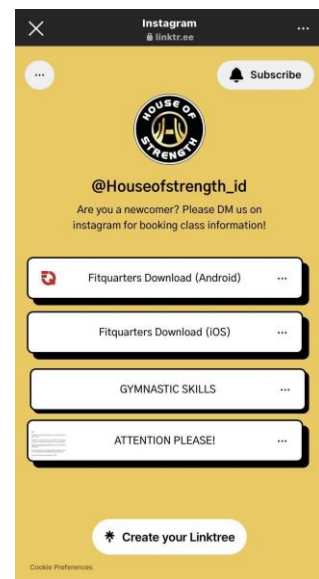 Instagram
linktr.ee
Subscribe
HOUSE OF
STRENGTH
@Houseofstrength_id
Are you a newcomer? Please DM us on
instagram for booking class information!
Fitquarters Download (Android)
Fitquarters Download (iOS)
GYMNASTIC SKILLS
ATTENTION PLEASE!
Create your Linktree
Cookie Preferences